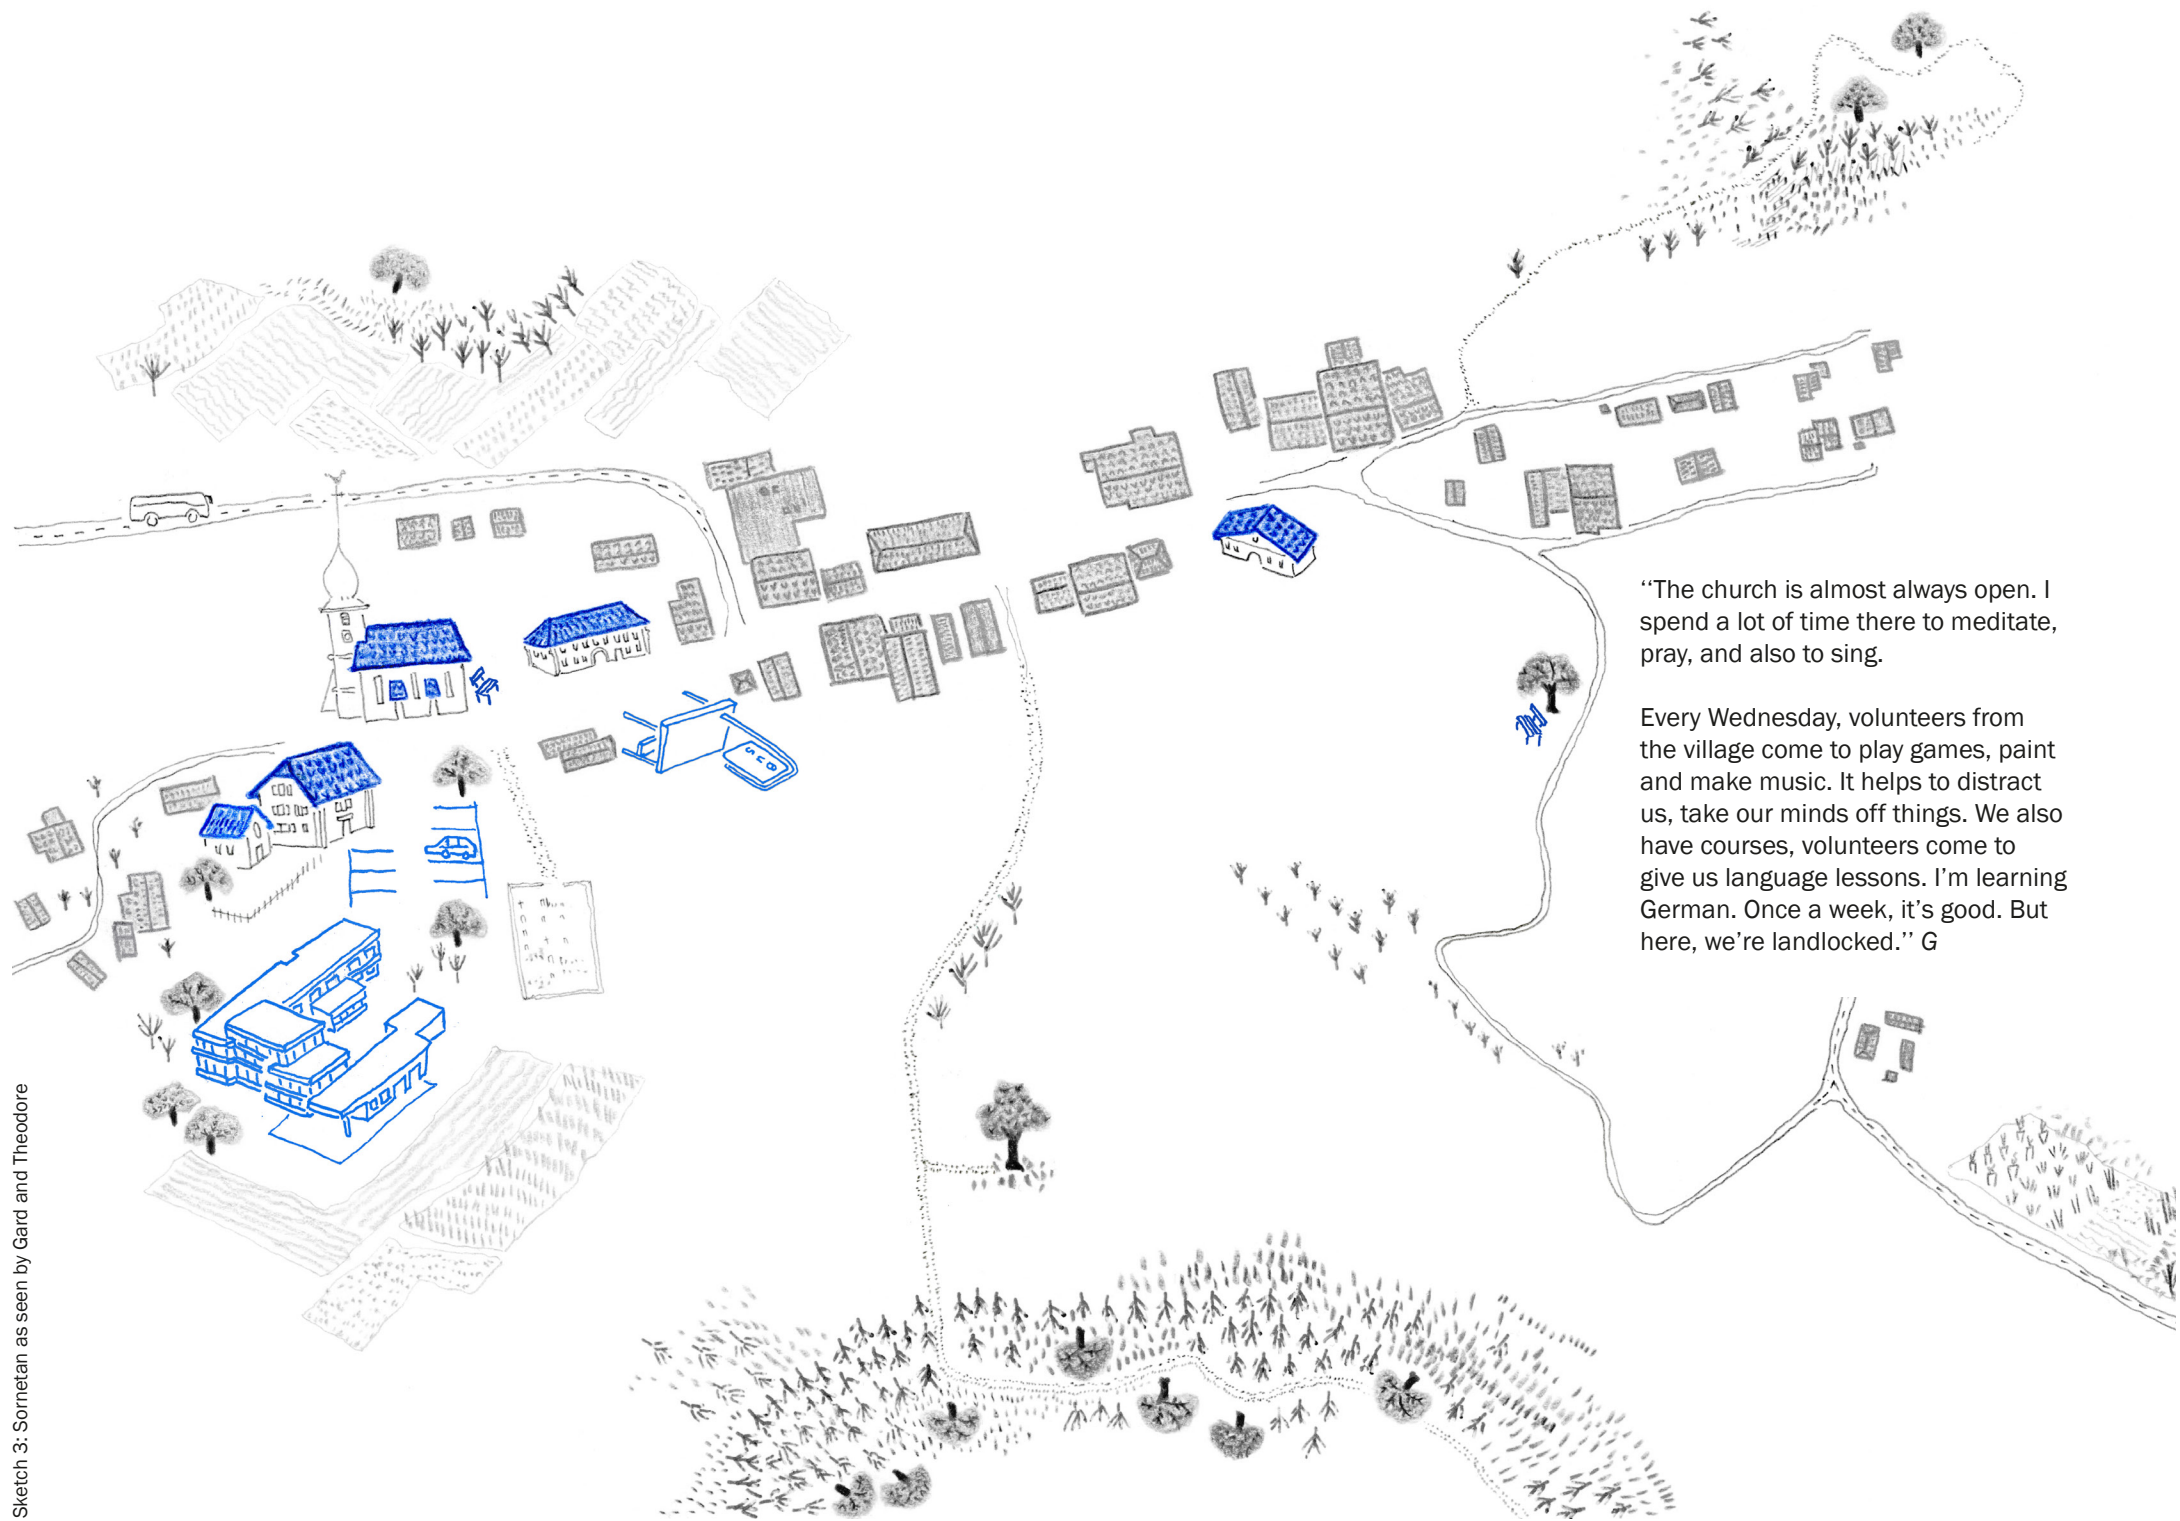 ‘‘The church is almost always open. I
spend a lot of time there to meditate,
pray, and also to sing.
Every Wednesday, volunteers from
the village come to play games, paint
and make music. It helps to distract
us, take our minds off things. We also
have courses, volunteers come to
give us language lessons. I’m learning
German. Once a week, it’s good. But
here, we’re landlocked.’’ G
Sketch 3: Sornetan as seen by Gard and Theodore
BUS